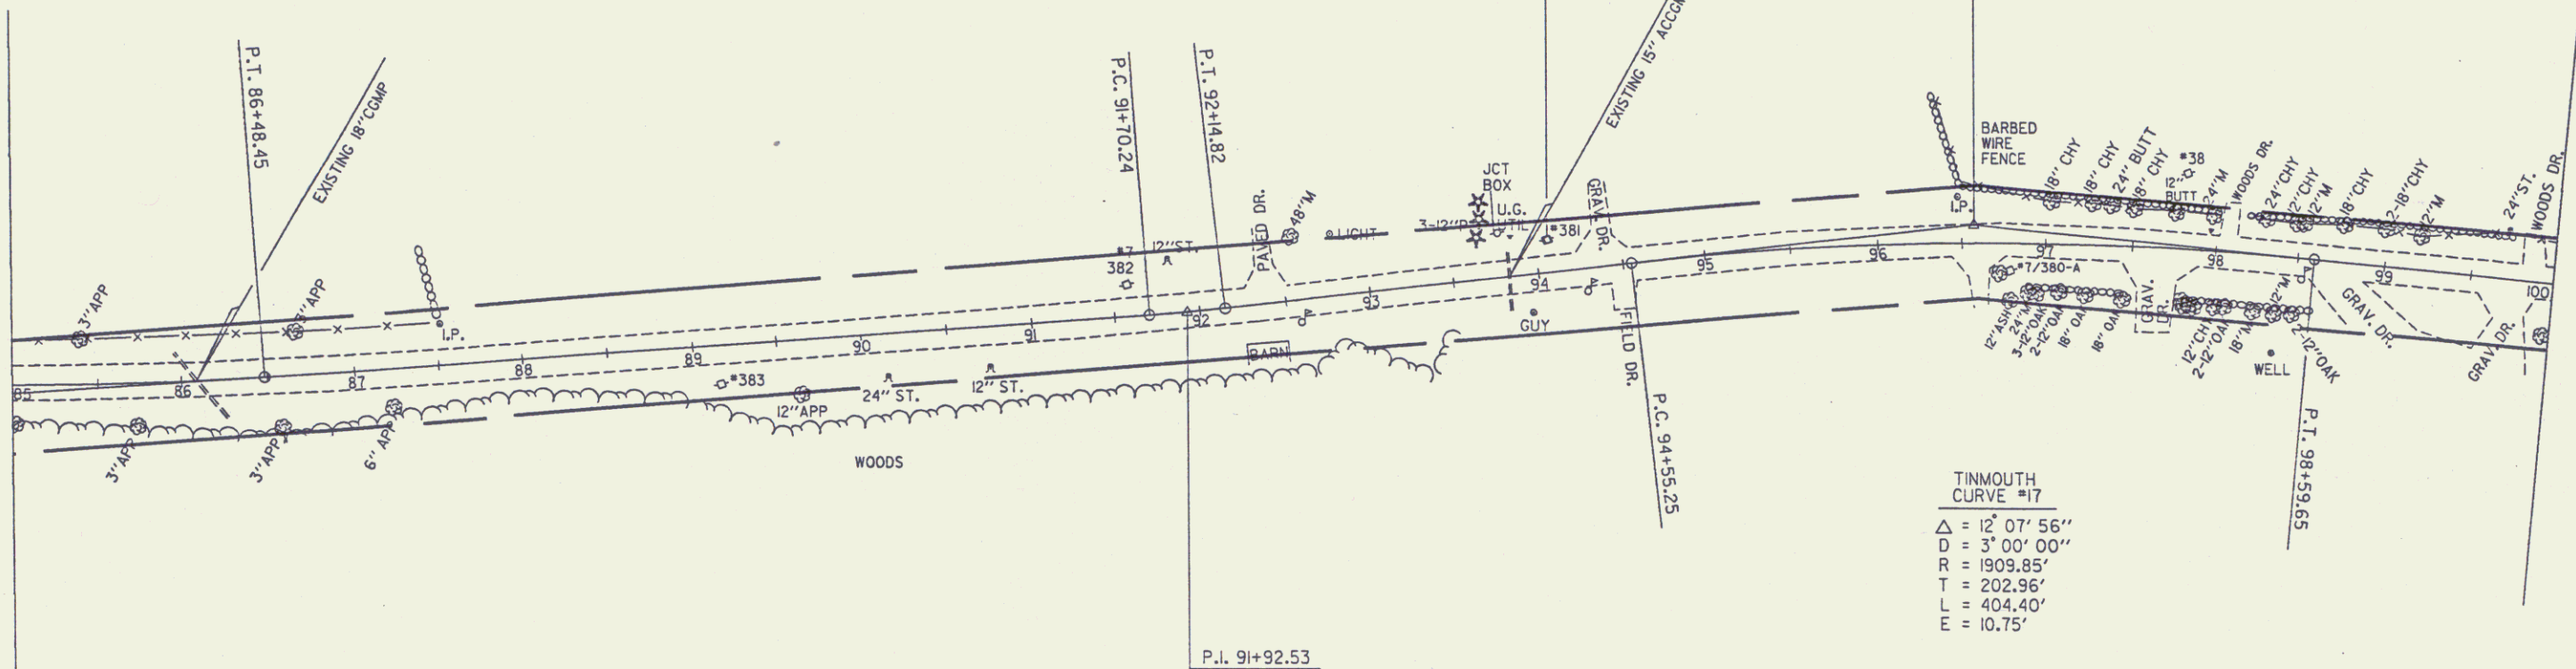 P.T. 86+48.45
EXISTING 18" CGMP
P.C. 91+70.24
P.T. 92+14.82
EXISTING 15" ACCGM
BARBED
WIRE
FENCE
18" CHY
18" CHY
24" BUTT
18" CHY
#38
12"
BUTT
24"M
WOODS DR.
24"CHY
12"CHY
12"M
18"CHY
2-18"CHY
12"M
24"ST.
WOODS DR.
JCT
BOX
U.G.
UTIL
#381
GRAV. DR.
PAVED DR.
48"M
LIGHT
#7
382
12"ST.
I.P.
3"APP
3"APP
I.P.
85
86
87
88
89
90
91
92
93
94
95
96
97
98
99
100
#383
12"APP
24" ST.
12" ST.
BARN
GUY
FIELD DR.
#7/380-A
12"ASH
24"M
3-12"OAK
2-12"OAK
18" OAK
18" OAK
GRAV.
DR.
12"CHY
2-12"OAK
18"M
12"M
2-12"OAK
WELL
GRAV. DR.
GRAV. DR.
3"APP
3"APP
6" APP
WOODS
P.C. 94+55.25
P.T. 98+59.65
TINMOUTH
CURVE #17
△ = 12° 07' 56"
D = 3° 00' 00"
R = 1909.85'
T = 202.96'
L = 404.40'
E = 10.75'
P.I. 91+92.53